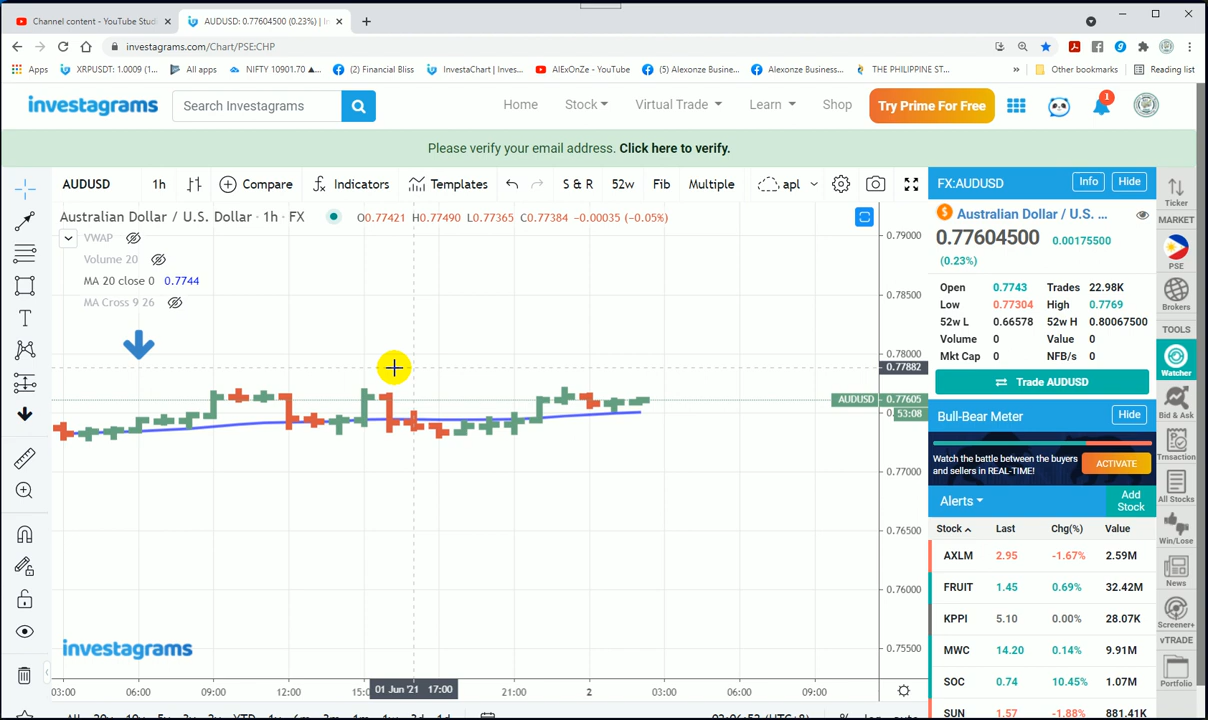 Channel content - YouTube Stud
AUDUSD: 0.77604500 (0.23%) | In
investagrams.com/Chart/PSE:CHP
Apps
XRPUSDT: 1.0009 (1...
All apps
NIFTY 10901.70 ▲...
(2) Financial Bliss
InvestaChart | Inves...
AlExOnZe - YouTube
(5) Alexonze Busine...
Alexonze Business...
THE PHILIPPINE ST...
»
Other bookmarks
Reading list
investagrams
Search Investagrams
Home
Stock
Virtual Trade
Learn
Shop
Try Prime For Free
1
Please verify your email address. Click here to verify.
AUDUSD
1h
Compare
Indicators
Templates
S & R
52w
Fib
Multiple
apl
Australian Dollar / U.S. Dollar · 1h · FX
O0.77421 H0.77490 L0.77365 C0.77384 −0.00035 (−0.05%)
VWAP
Volume 20
MA 20 close 0 0.7744
MA Cross 9 26
0.79000
0.78500
0.78000
0.77882
AUDUSD 0.77605
53:08
0.77000
0.76500
0.76000
0.75500
investagrams
03:00
06:00
09:00
12:00
15:0
01 Jun '21 17:00
21:00
2
03:00
06:00
09:00
FX:AUDUSD
Info
Hide
Australian Dollar / U.S. ...
0.77604500 0.00175500
(0.23%)
Open 0.7743 Trades 22.98K
Low 0.77304 High 0.7769
52w L 0.66578 52w H 0.80067500
Volume 0 Value 0
Mkt Cap 0 NFB/s 0
Trade AUDUSD
Bull-Bear Meter
Hide
Watch the battle between the buyers
and sellers in REAL-TIME!
ACTIVATE
Alerts
Add
Stock
Stock Last Chg(%) Value
AXLM 2.95 -1.67% 2.59M
FRUIT 1.45 0.69% 32.42M
KPPI 5.10 0.00% 28.07K
MWC 14.20 0.14% 9.91M
SOC 0.74 10.45% 1.07M
SUN 1.57 -1.88% 881.41K
Ticker
MARKET
PSE
Brokers
TOOLS
Watcher
Bid & Ask
Trnsaction
All Stocks
Win/Lose
News
Screener+
vTRADE
Portfolio